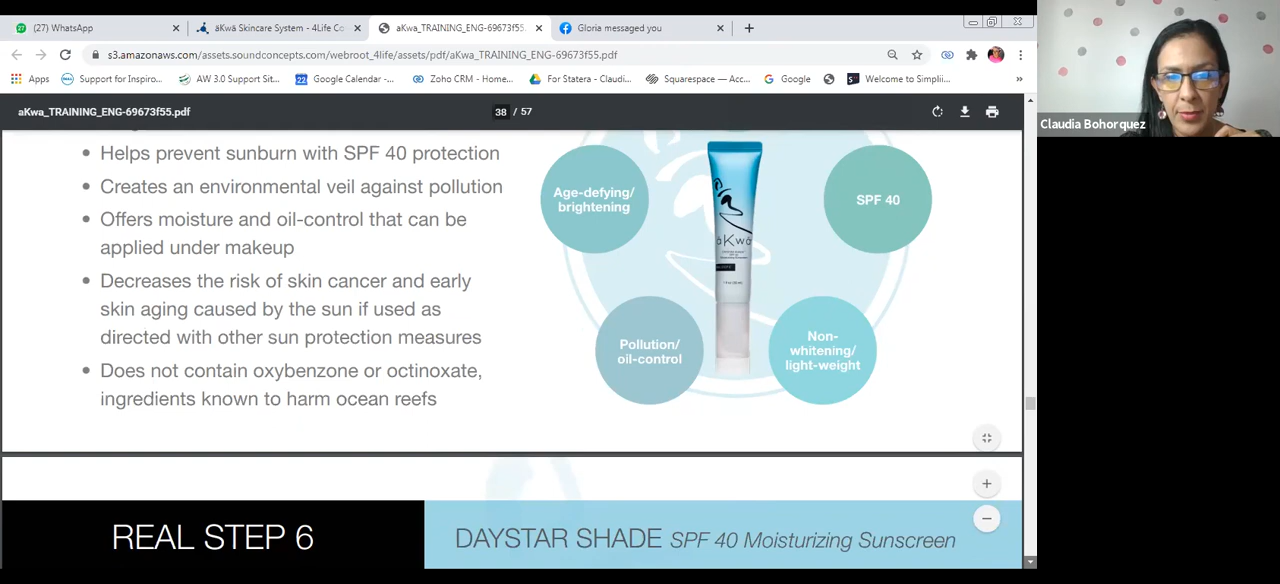 (27) WhatsApp
äKwä Skincare System - 4Life Co
aKwa_TRAINING_ENG-69673f55.
Gloria messaged you
s3.amazonaws.com/assets.soundconcepts.com/webroot_4life/assets/pdf/aKwa_TRAINING_ENG-69673f55.pdf
Apps
Support for Inspiro...
AW 3.0 Support Sit...
Google Calendar -...
Zoho CRM - Home...
For Statera - Claudi...
Squarespace — Acc...
Google
Welcome to Simplii...
»
Claudia Bohorquez
aKwa_TRAINING_ENG-69673f55.pdf
38 / 57
• Helps prevent sunburn with SPF 40 protection
• Creates an environmental veil against pollution
• Offers moisture and oil-control that can be
applied under makeup
• Decreases the risk of skin cancer and early
skin aging caused by the sun if used as
directed with other sun protection measures
• Does not contain oxybenzone or octinoxate,
ingredients known to harm ocean reefs
Age-defying/
brightening
SPF 40
äKwä
Pollution/
oil-control
Non-
whitening/
light-weight
REAL STEP 6
DAYSTAR SHADE SPF 40 Moisturizing Sunscreen